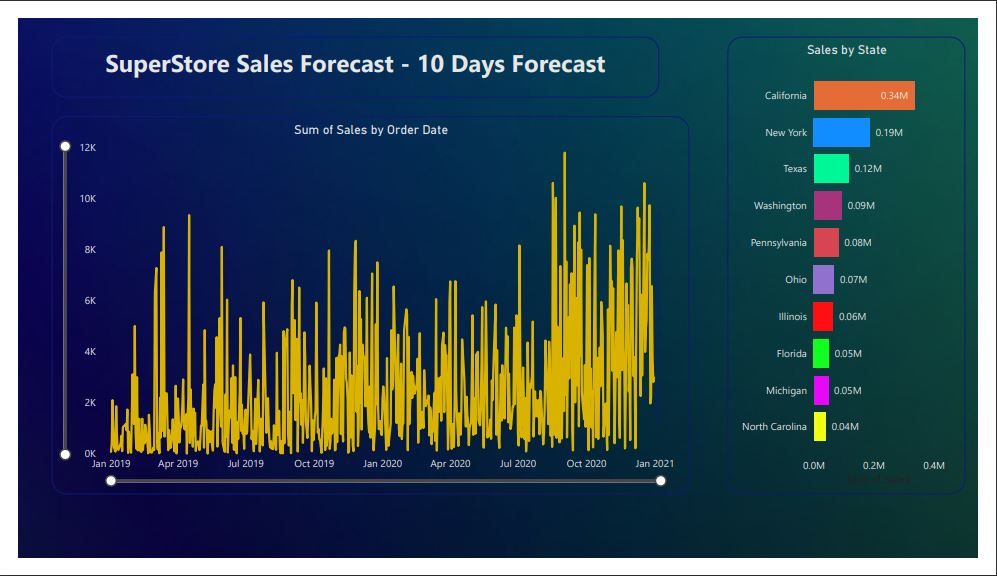 SuperStore Sales Forecast - 10 Days Forecast
Sum of Sales by Order Date
12K
10K
8K
6K
4K
2K
0K
Jan 2019 Apr 2019 Jul 2019 Oct 2019 Jan 2020 Apr 2020 Jul 2020 Oct 2020 Jan 2021
Sales by State
California 0.34M
New York 0.19M
Texas 0.12M
Washington 0.09M
Pennsylvania 0.08M
Ohio 0.07M
Illinois 0.06M
Florida 0.05M
Michigan 0.05M
North Carolina 0.04M
0.0M 0.2M 0.4M
Sum of Sales